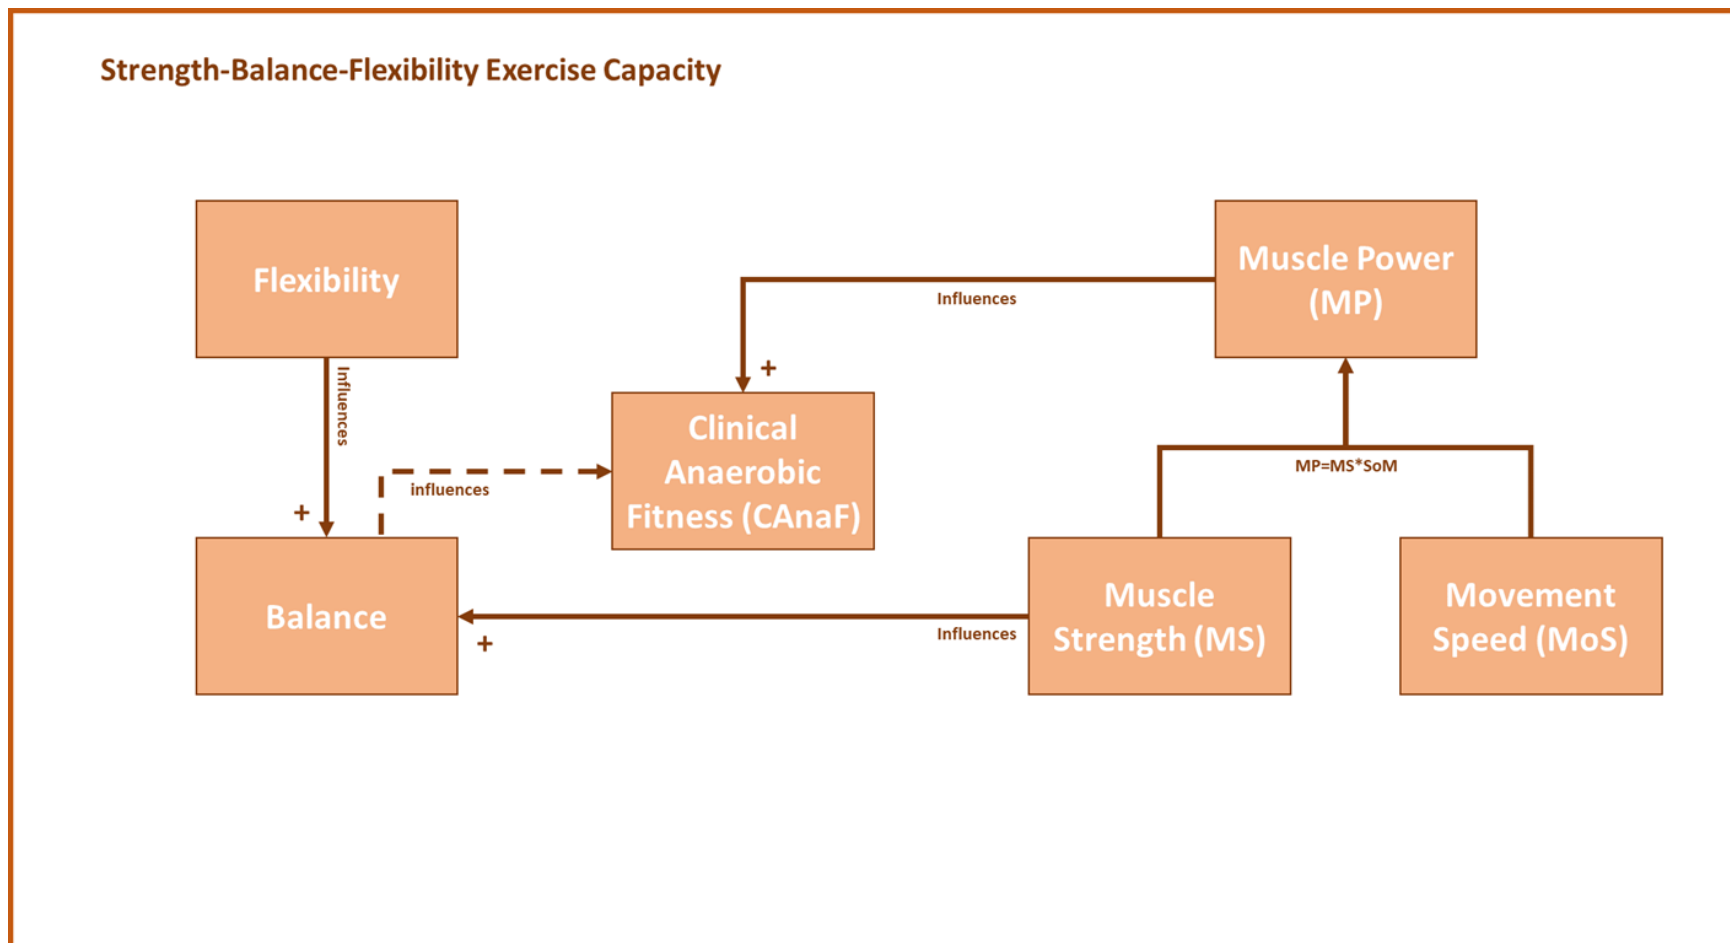 Strength-Balance-Flexibility Exercise Capacity
Flexibility
Muscle Power
(MP)
Influences
+
Influences
Clinical
Anaerobic
Fitness (CAnaF)
influences
+
MP=MS*SoM
Balance
+
Influences
Muscle
Strength (MS)
Movement
Speed (MoS)